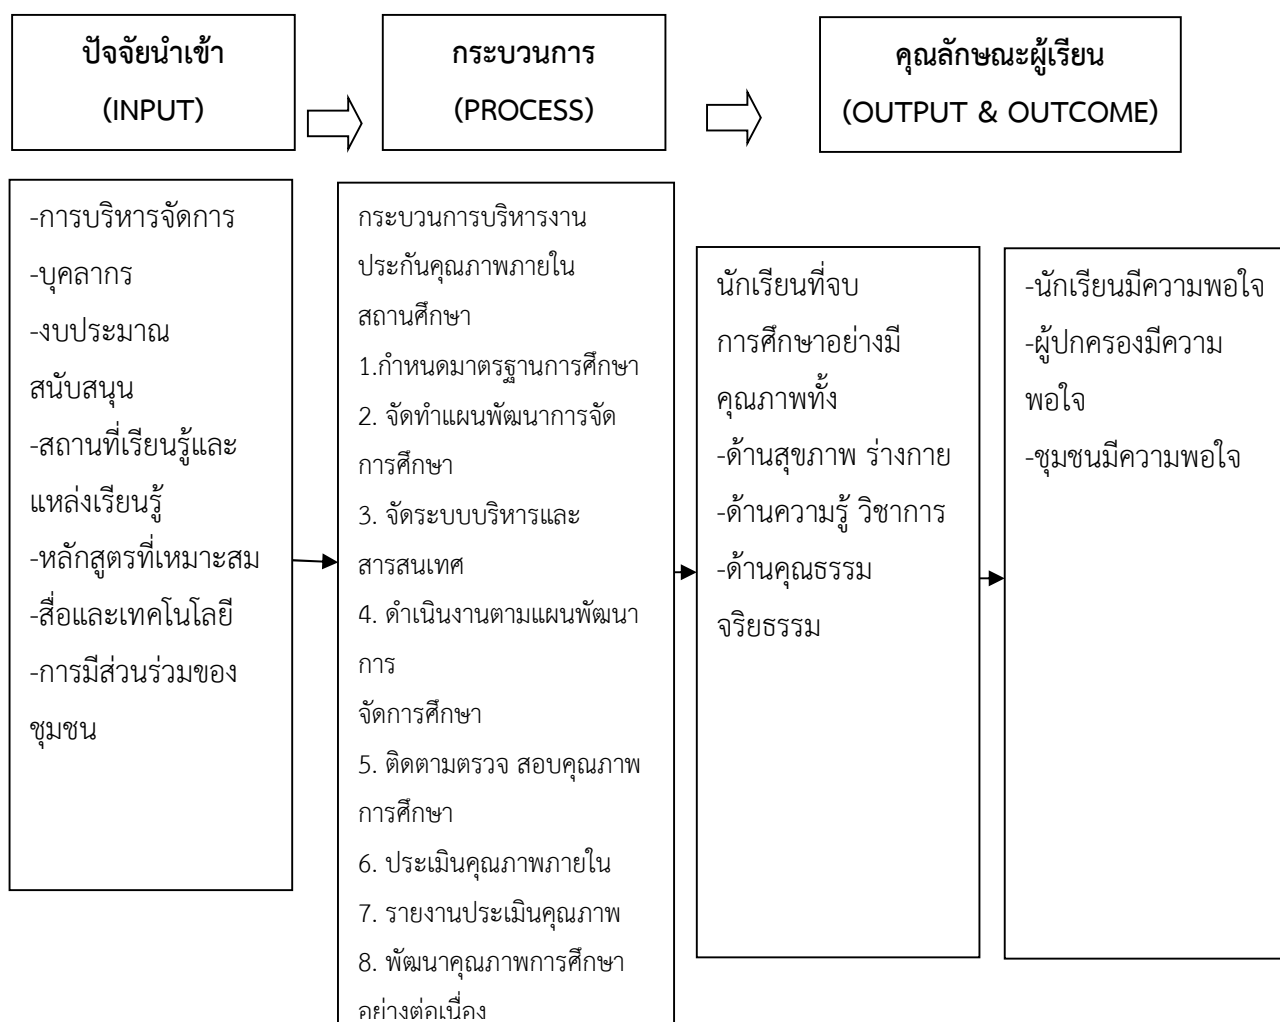 ปัจจัยนำเข้า
(INPUT)
กระบวนการ
(PROCESS)
คุณลักษณะผู้เรียน
(OUTPUT & OUTCOME)
-การบริหารจัดการ
-บุคลากร
-งบประมาณ
สนับสนุน
-สถานที่เรียนรู้และ
แหล่งเรียนรู้
-หลักสูตรที่เหมาะสม
-สื่อและเทคโนโลยี
-การมีส่วนร่วมของ
ชุมชน
กระบวนการบริหารงาน
ประกันคุณภาพภายใน
สถานศึกษา
1.กำหนดมาตรฐานการศึกษา
2. จัดทำแผนพัฒนาการจัด
การศึกษา
3. จัดระบบบริหารและ
สารสนเทศ
4. ดำเนินงานตามแผนพัฒนา
การ
จัดการศึกษา
5. ติดตามตรวจ สอบคุณภาพ
การศึกษา
6. ประเมินคุณภาพภายใน
7. รายงานประเมินคุณภาพ
8. พัฒนาคุณภาพการศึกษา
อย่างต่อเนื่อง
นักเรียนที่จบ
การศึกษาอย่างมี
คุณภาพทั้ง
-ด้านสุขภาพ ร่างกาย
-ด้านความรู้ วิชาการ
-ด้านคุณธรรม
จริยธรรม
-นักเรียนมีความพอใจ
-ผู้ปกครองมีความ
พอใจ
-ชุมชนมีความพอใจ